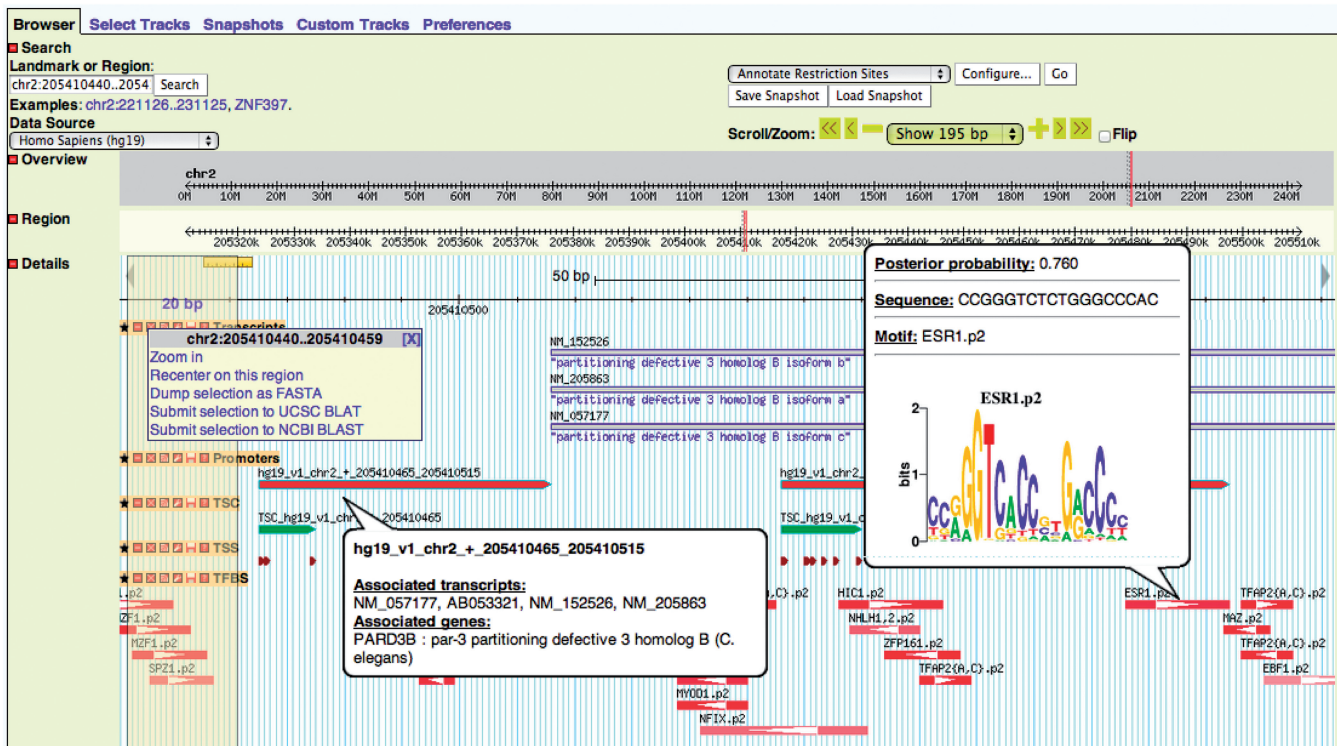 Browser Select Tracks Snapshots Custom Tracks Preferences
Search
Landmark or Region:
chr2:205410440..2054 Search
Examples: chr2:221126..231125, ZNF397.
Data Source
Homo Sapiens (hg19)
Annotate Restriction Sites Configure... Go
Save Snapshot Load Snapshot
Scroll/Zoom: << < Show 195 bp > >> Flip
Overview
chr2
0M 10M 20M 30M 40M 50M 60M 70M 80M 90M 100M 110M 120M 130M 140M 150M 160M 170M 180M 190M 200M 210M 220M 230M 240M
Region
205320k 205330k 205340k 205350k 205360k 205370k 205380k 205390k 205400k 205410k 205420k 205430k 205440k 205450k 205460k 205470k 205480k 205490k 205500k 205510k
Details
50 bp
20 bp
205410500
Transcripts
chr2:205410440..205410459 [X]
Zoom in
Recenter on this region
Dump selection as FASTA
Submit selection to UCSC BLAT
Submit selection to NCBI BLAST
NM_152526
"partitioning defective 3 homolog B isoform b"
NM_205863
"partitioning defective 3 homolog B isoform a"
NM_057177
"partitioning defective 3 homolog B isoform c"
Promoters
hg19_v1_chr2_+_205410465_205410515
hg19_v1_chr2_
TSC
TSC_hg19_v1_chr
_205410465
TSC_hg19_v1_c
TSS
TFBS
hg19_v1_chr2_+_205410465_205410515
Associated transcripts:
NM_057177, AB053321, NM_152526, NM_205863
Associated genes:
PARD3B : par-3 partitioning defective 3 homolog B (C.
elegans)
Posterior probability: 0.760
Sequence: CCGGGTCTCTGGGCCCAC
Motif: ESR1.p2
ESR1.p2
2
1
0
bits
.p2
ZF1.p2
MZF1.p2
SPZ1.p2
,C}.p2
HIC1.p2
NHLH1,2.p2
ZFP161.p2
TFAP2{A,C}.p2
MYOD1.p2
NFIX.p2
ESR1.p2
TFAP2{A,C}.p2
MAZ.p2
TFAP2{A,C}.p2
EBF1.p2